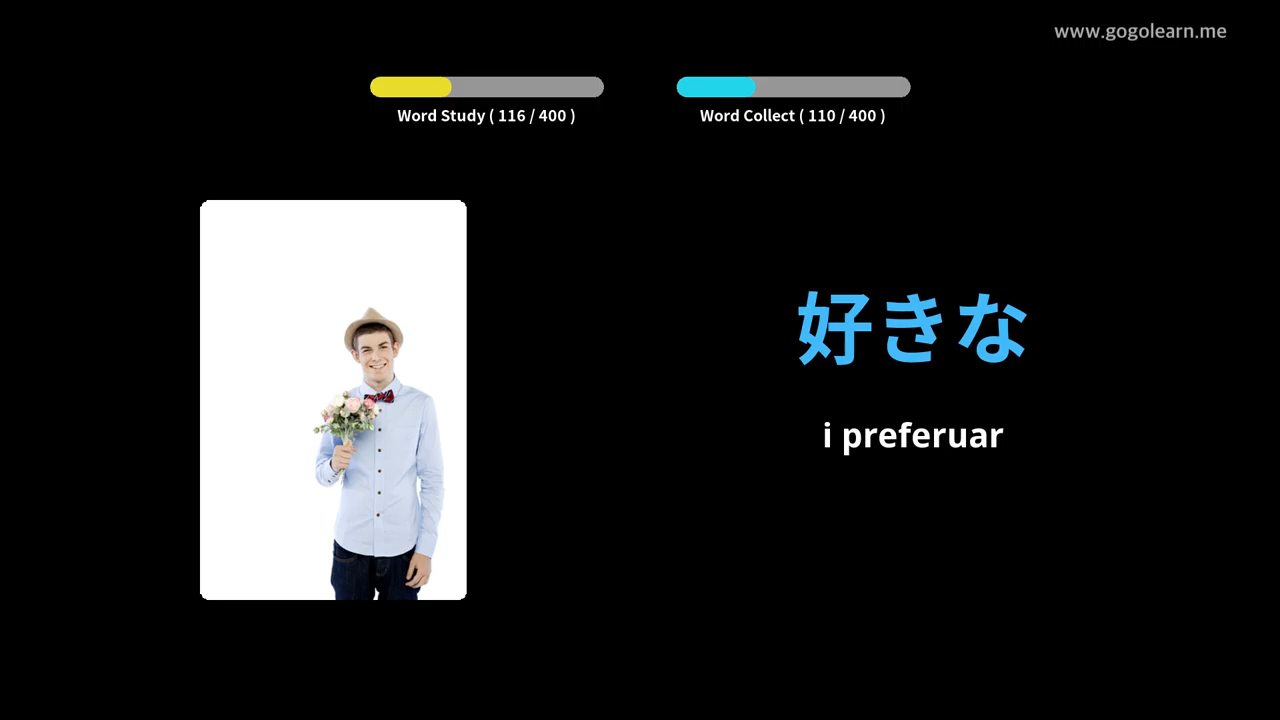 www.gogolearn.me
Word Study ( 116 / 400 )
Word Collect ( 110 / 400 )
好きな
i preferuar